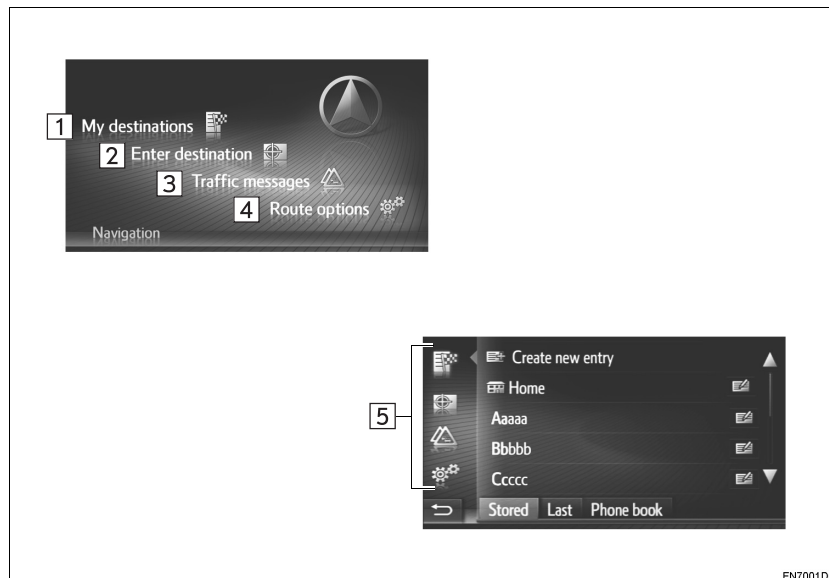 1 My destinations
2 Enter destination
3 Traffic messages
4 Route options
Navigation
5
Create new entry
Home
Aaaaa
Bbbbb
Ccccc
Stored Last Phone book
EN7001D